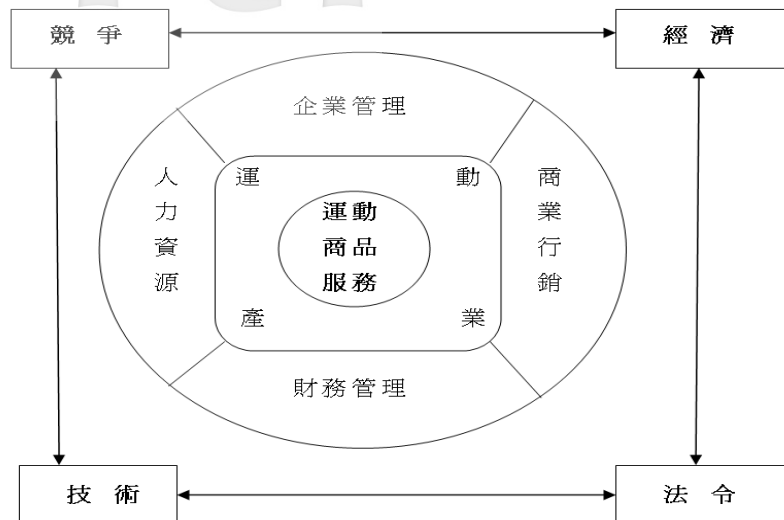 競 爭
經 濟
企業管理
人力資源
運 動
商業行銷
運動
商品
服務
產 業
財務管理
技 術
法 令